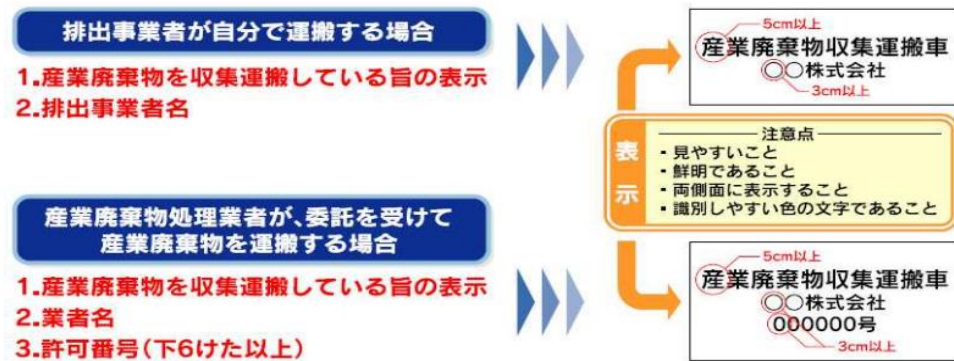 排出事業者が自分で運搬する場合
1.産業廃棄物を収集運搬している旨の表示
2.排出事業者名
5cm以上
産業廃棄物収集運搬車
○○株式会社
3cm以上
表示
注意点
・見やすいこと
・鮮明であること
・両側面に表示すること
・識別しやすい色の文字であること
産業廃棄物処理業者が、委託を受けて
産業廃棄物を運搬する場合
1.産業廃棄物を収集運搬している旨の表示
2.業者名
3.許可番号(下6けた以上)
5cm以上
産業廃棄物収集運搬車
○○株式会社
000000号
3cm以上